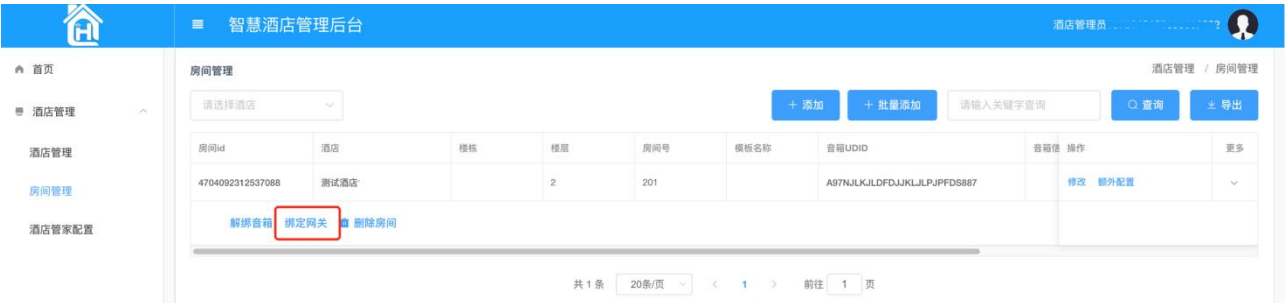 智慧酒店管理后台
酒店管理员
首页
酒店管理
酒店管理
房间管理
酒店管家配置
房间管理
酒店管理 / 房间管理
请选择酒店
+ 添加
+ 批量添加
请输入关键字查询
查询
导出
房间id 酒店 楼栋 楼层 房间号 模板名称 音箱UDID 音箱信 操作 更多
4704092312537088 测试酒店 2 201 A97NJLKJLDFDJJKLJLPJPFDS887 修改 额外配置
解绑音箱 绑定网关 删除房间
共 1 条 20条/页 < 1 > 前往 1 页